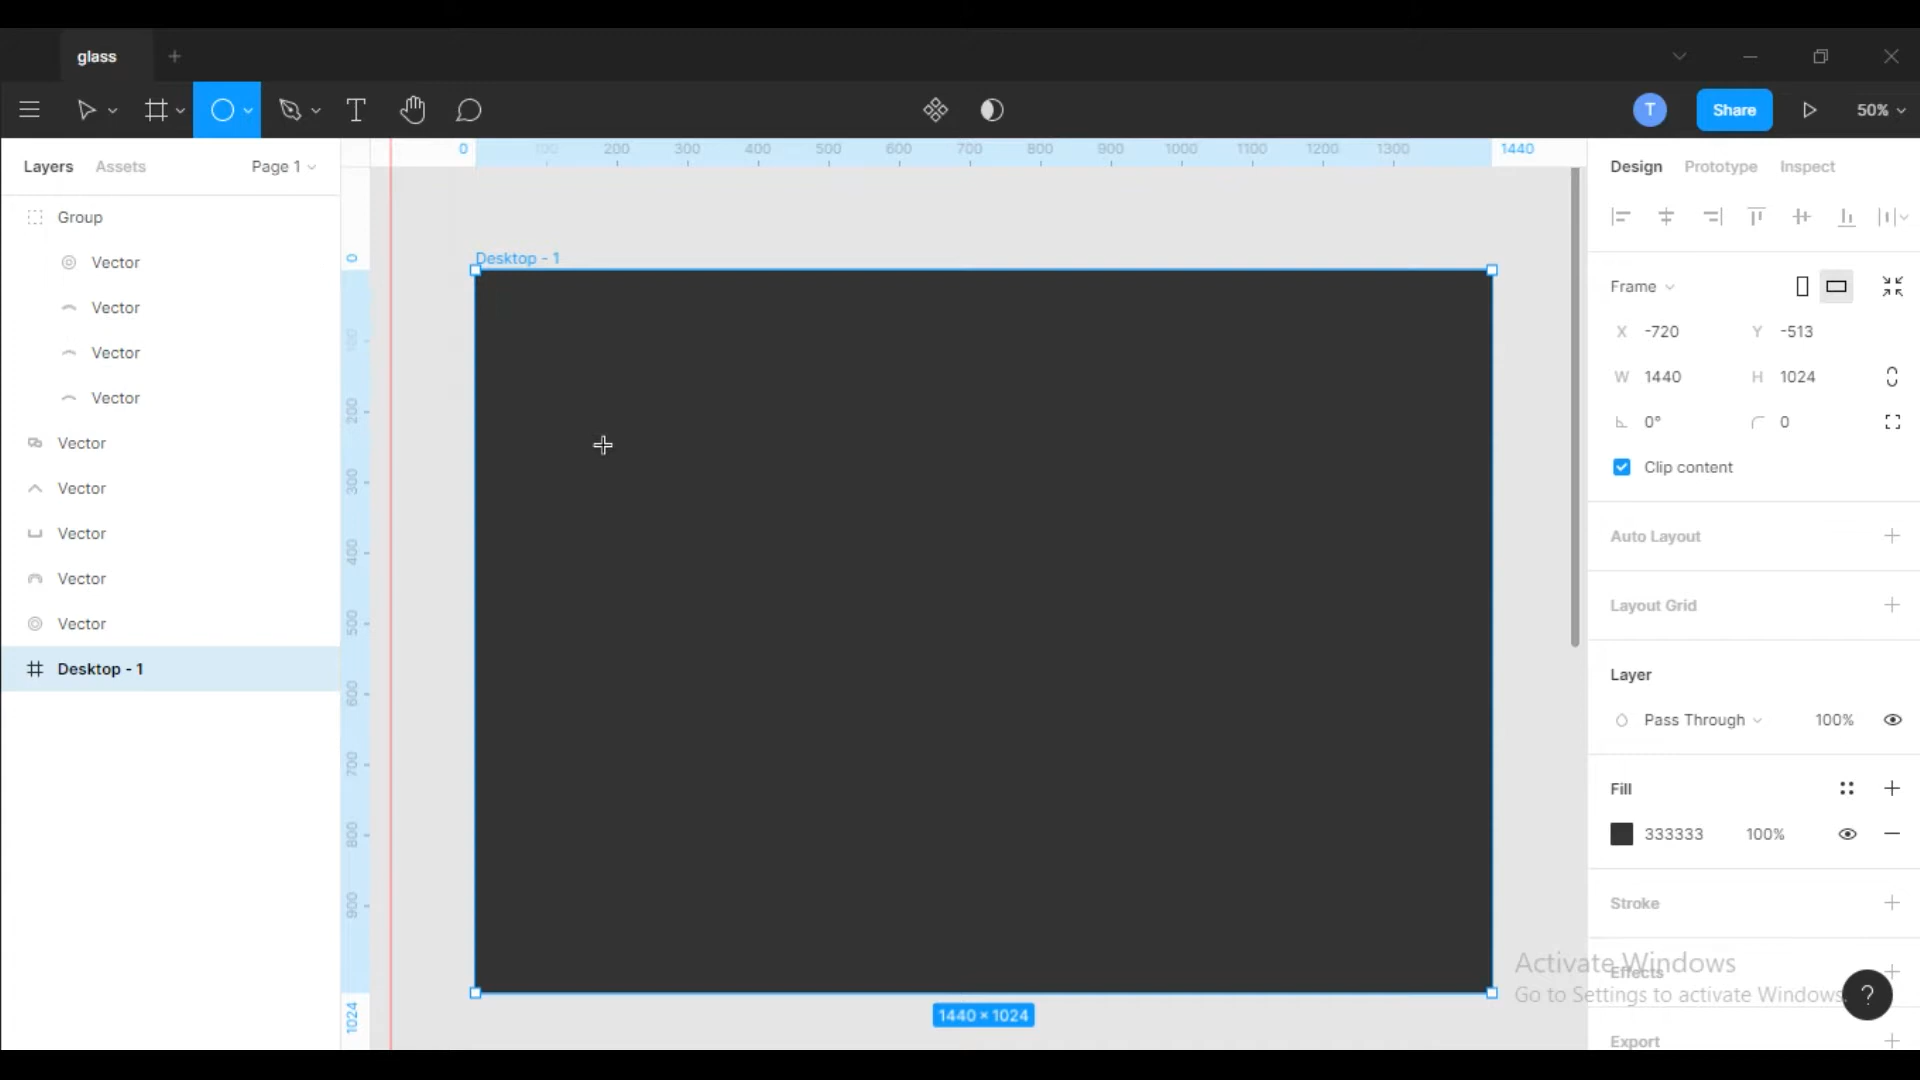 glass
T
Share
50%
Layers
Assets
Page 1
0
100
200
300
400
500
600
700
800
900
1000
1100
1200
1300
1440
Design
Prototype
Inspect
Group
Vector
Vector
Vector
Vector
Vector
Vector
Vector
Vector
Vector
Desktop - 1
0
100
200
300
400
500
600
700
800
900
1024
Desktop - 1
1440 × 1024
Frame
X -720
Y -513
W 1440
H 1024
0°
0
Clip content
Auto Layout
Layout Grid
Layer
Pass Through
100%
Fill
333333
100%
Stroke
Effects
Export
Activate Windows
Go to Settings to activate Windows.
?